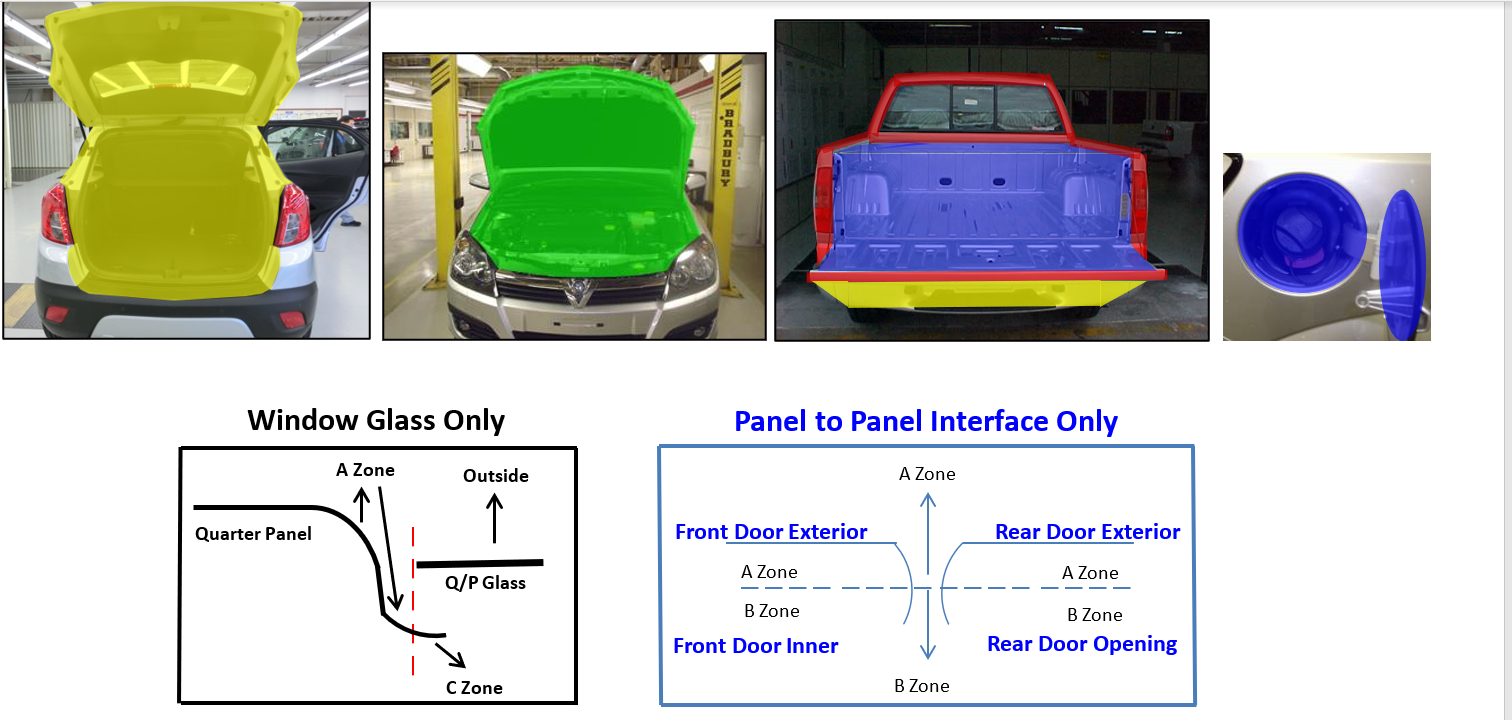 BRADBURY
Window Glass Only
A Zone
Outside
Quarter Panel
Q/P Glass
C Zone
Panel to Panel Interface Only
A Zone
Front Door Exterior
Rear Door Exterior
A Zone
A Zone
B Zone
B Zone
Front Door Inner
Rear Door Opening
B Zone